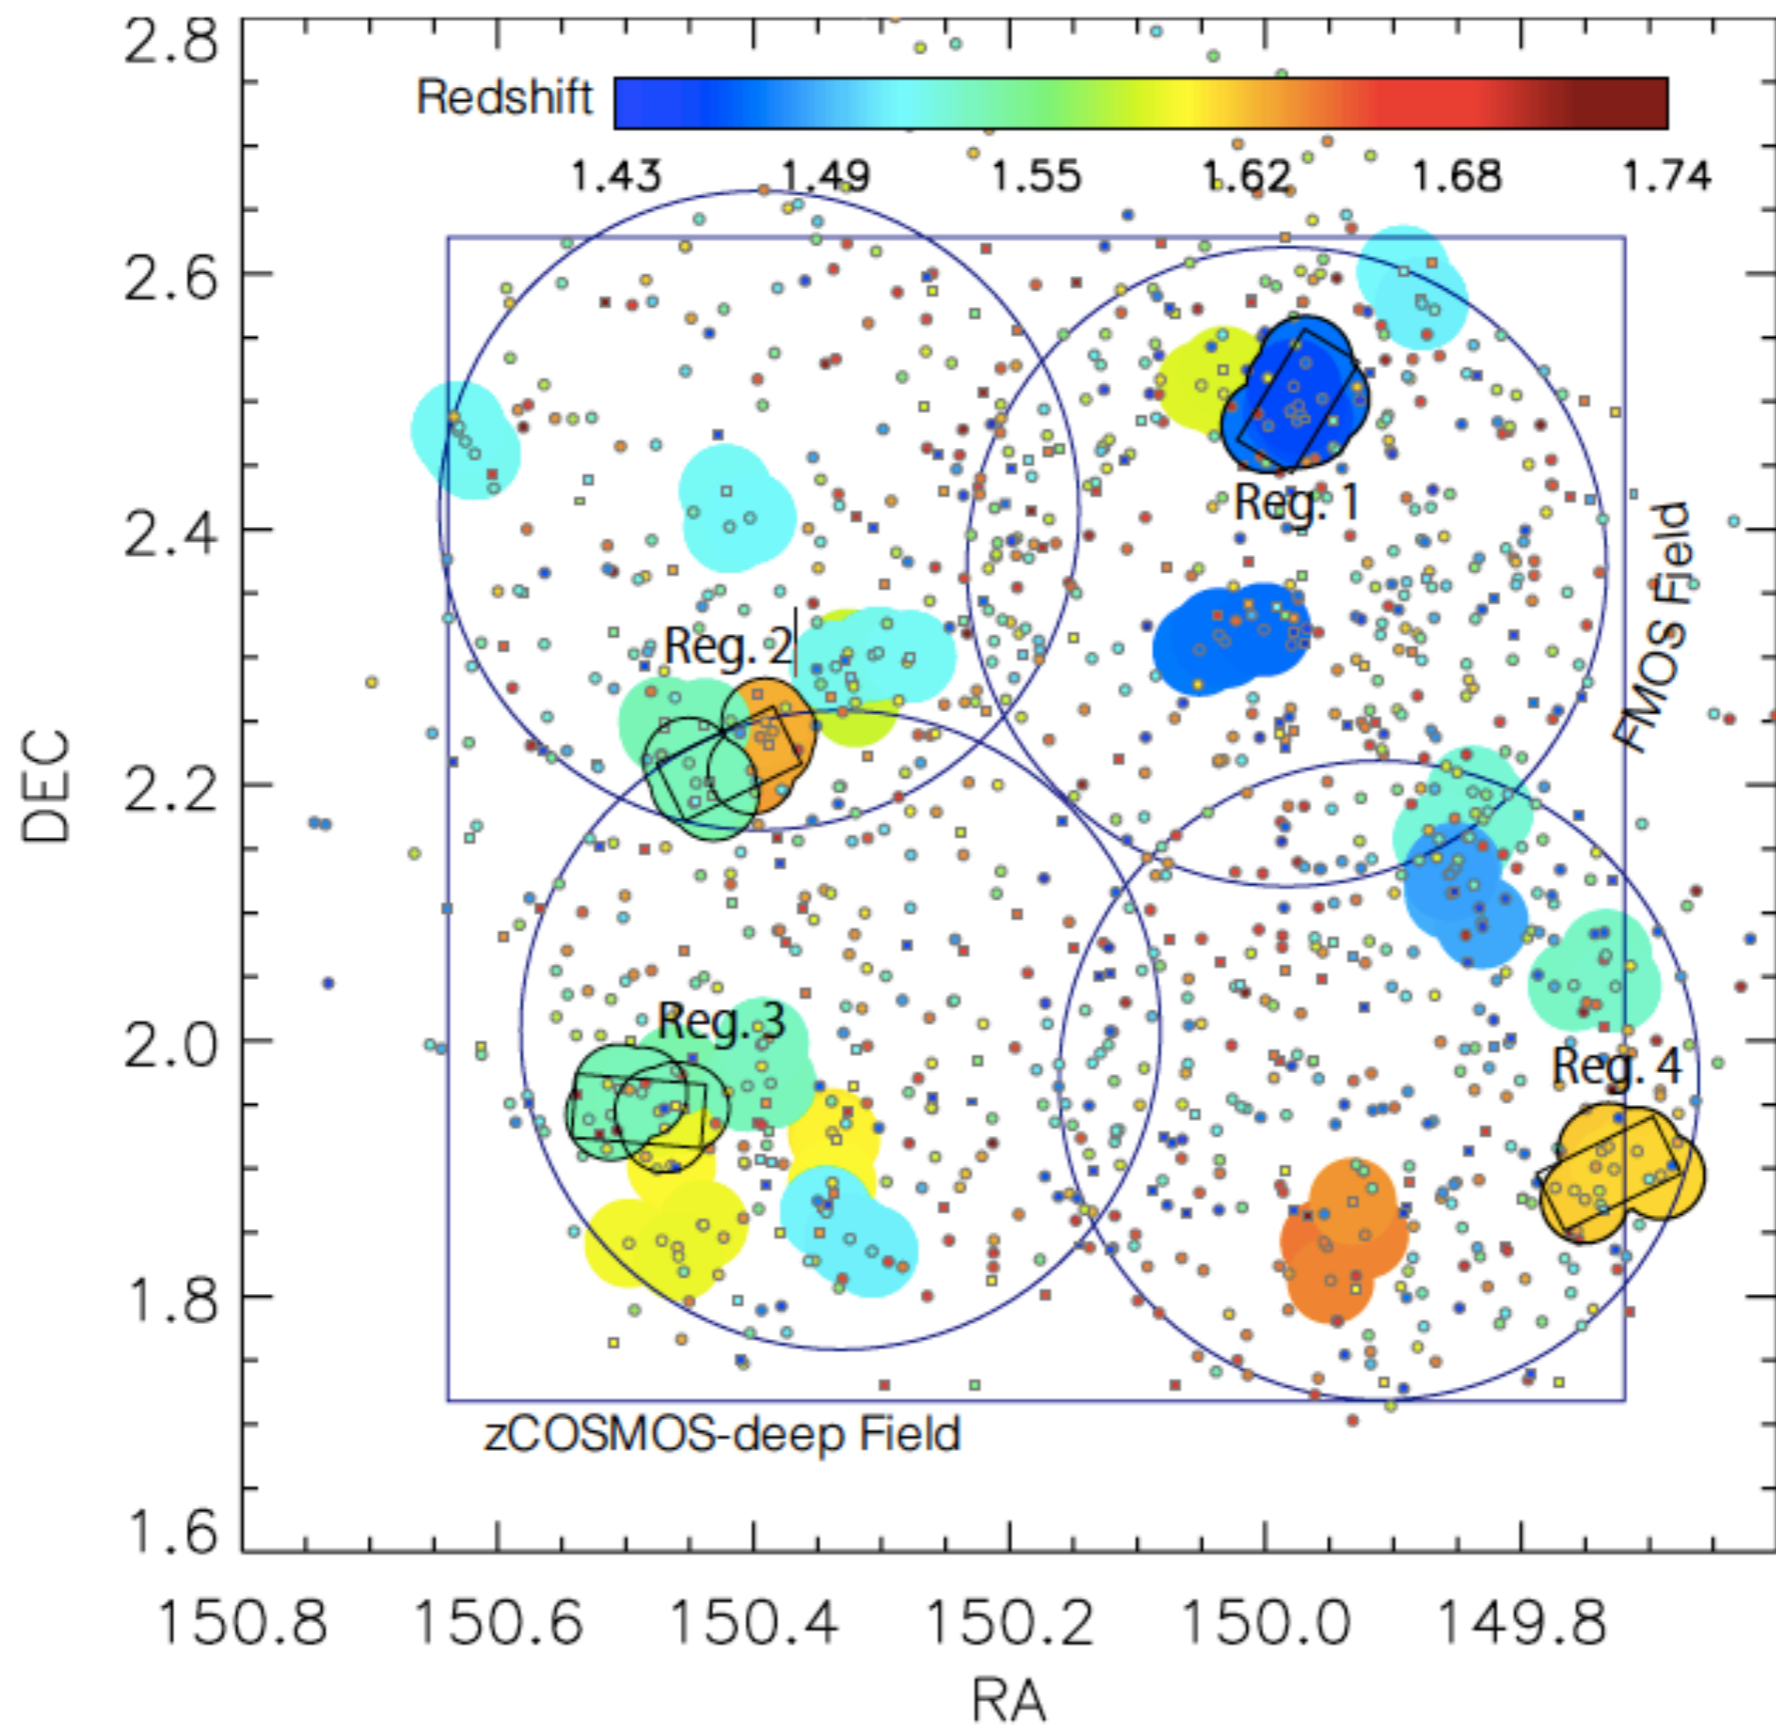 2.8
Redshift
1.43 1.49 1.55 1.62 1.68 1.74
2.6
Reg. 1
2.4
FMOS Field
Reg. 2
2.2
DEC
Reg. 3
2.0
Reg. 4
1.8
zCOSMOS-deep Field
1.6
150.8 150.6 150.4 150.2 150.0 149.8
RA